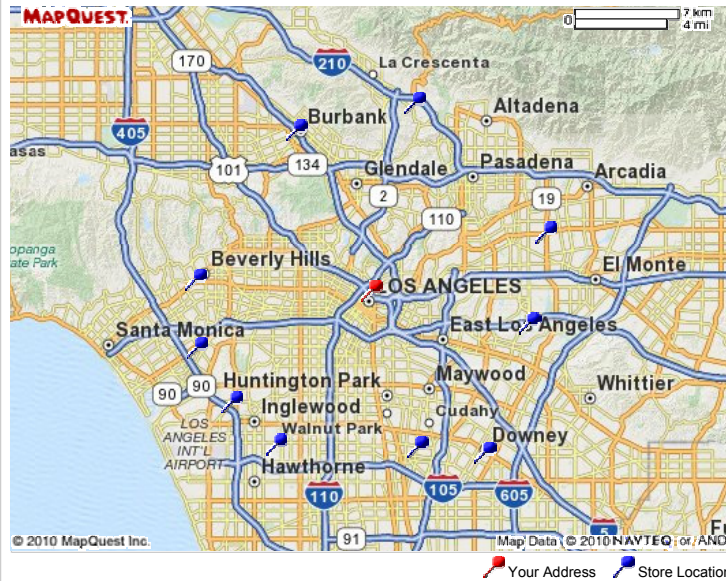 MAPQUEST.
0
7 km
4 mi
170
210
La Crescenta
Altadena
Burbank
405
asas
101
134
Glendale
Pasadena
Arcadia
2
19
110
opanga
ate Park
Beverly Hills
El Monte
LOS ANGELES
Santa Monica
East Los Angeles
90
90
Huntington Park
Maywood
Whittier
Inglewood
Cudahy
LOS
ANGELES
INT'L
AIRPORT
Walnut Park
Downey
Hawthorne
110
105
605
91
5
© 2010 MapQuest Inc.
Map Data © 2010 NAVTEQ or AND
Your Address
Store Location